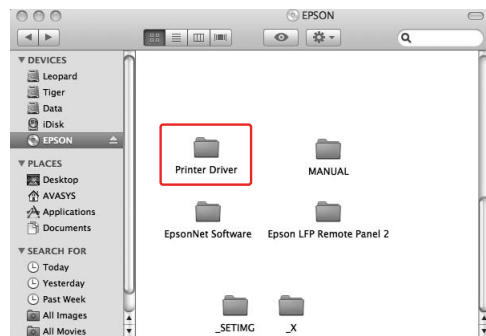 EPSON
DEVICES
Leopard
Tiger
Data
iDisk
EPSON
PLACES
Desktop
AVASYS
Applications
Documents
SEARCH FOR
Today
Yesterday
Past Week
All Images
All Movies
Printer Driver
MANUAL
EpsonNet Software
Epson LFP Remote Panel 2
_SETIMG
_X